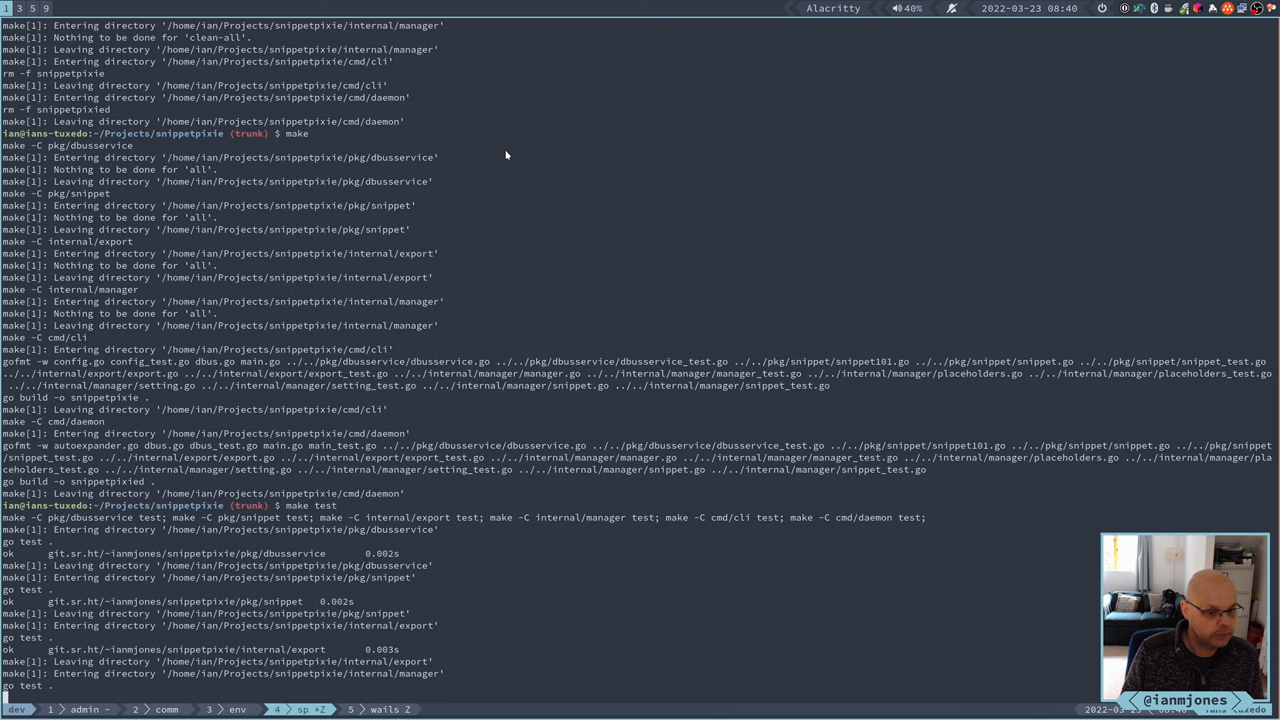 1 3 5 9 Alacritty 40% 2022-03-23 08:40
make[1]: Entering directory '/home/ian/Projects/snippetpixie/internal/manager'
make[1]: Nothing to be done for 'clean-all'.
make[1]: Leaving directory '/home/ian/Projects/snippetpixie/internal/manager'
make[1]: Entering directory '/home/ian/Projects/snippetpixie/cmd/cli'
rm -f snippetpixie
make[1]: Leaving directory '/home/ian/Projects/snippetpixie/cmd/cli'
make[1]: Entering directory '/home/ian/Projects/snippetpixie/cmd/daemon'
rm -f snippetpixied
make[1]: Leaving directory '/home/ian/Projects/snippetpixie/cmd/daemon'
ian@ians-tuxedo:~/Projects/snippetpixie (trunk) $ make
make -C pkg/dbusservice
make[1]: Entering directory '/home/ian/Projects/snippetpixie/pkg/dbusservice'
make[1]: Nothing to be done for 'all'.
make[1]: Leaving directory '/home/ian/Projects/snippetpixie/pkg/dbusservice'
make -C pkg/snippet
make[1]: Entering directory '/home/ian/Projects/snippetpixie/pkg/snippet'
make[1]: Nothing to be done for 'all'.
make[1]: Leaving directory '/home/ian/Projects/snippetpixie/pkg/snippet'
make -C internal/export
make[1]: Entering directory '/home/ian/Projects/snippetpixie/internal/export'
make[1]: Nothing to be done for 'all'.
make[1]: Leaving directory '/home/ian/Projects/snippetpixie/internal/export'
make -C internal/manager
make[1]: Entering directory '/home/ian/Projects/snippetpixie/internal/manager'
make[1]: Nothing to be done for 'all'.
make[1]: Leaving directory '/home/ian/Projects/snippetpixie/internal/manager'
make -C cmd/cli
make[1]: Entering directory '/home/ian/Projects/snippetpixie/cmd/cli'
gofmt -w config.go config_test.go dbus.go main.go ../../pkg/dbusservice/dbusservice.go ../../pkg/dbusservice/dbusservice_test.go ../../pkg/snippet/snippet101.go ../../pkg/snippet/snippet.go ../../pkg/snippet/snippet_test.go
../../internal/export/export.go ../../internal/export/export_test.go ../../internal/manager/manager.go ../../internal/manager/manager_test.go ../../internal/manager/placeholders.go ../../internal/manager/placeholders_test.go
../../internal/manager/setting.go ../../internal/manager/setting_test.go ../../internal/manager/snippet.go ../../internal/manager/snippet_test.go
go build -o snippetpixie .
make[1]: Leaving directory '/home/ian/Projects/snippetpixie/cmd/cli'
make -C cmd/daemon
make[1]: Entering directory '/home/ian/Projects/snippetpixie/cmd/daemon'
gofmt -w autoexpander.go dbus.go dbus_test.go main.go main_test.go ../../pkg/dbusservice/dbusservice.go ../../pkg/dbusservice/dbusservice_test.go ../../pkg/snippet/snippet101.go ../../pkg/snippet/snippet.go ../../pkg/snippet
/snippet_test.go ../../internal/export/export.go ../../internal/export/export_test.go ../../internal/manager/manager.go ../../internal/manager/manager_test.go ../../internal/manager/placeholders.go ../../internal/manager/pla
ceholders_test.go ../../internal/manager/setting.go ../../internal/manager/setting_test.go ../../internal/manager/snippet.go ../../internal/manager/snippet_test.go
go build -o snippetpixied .
make[1]: Leaving directory '/home/ian/Projects/snippetpixie/cmd/daemon'
ian@ians-tuxedo:~/Projects/snippetpixie (trunk) $ make test
make -C pkg/dbusservice test; make -C pkg/snippet test; make -C internal/export test; make -C internal/manager test; make -C cmd/cli test; make -C cmd/daemon test;
make[1]: Entering directory '/home/ian/Projects/snippetpixie/pkg/dbusservice'
go test .
ok git.sr.ht/~ianmjones/snippetpixie/pkg/dbusservice 0.002s
make[1]: Leaving directory '/home/ian/Projects/snippetpixie/pkg/dbusservice'
make[1]: Entering directory '/home/ian/Projects/snippetpixie/pkg/snippet'
go test .
ok git.sr.ht/~ianmjones/snippetpixie/pkg/snippet 0.002s
make[1]: Leaving directory '/home/ian/Projects/snippetpixie/pkg/snippet'
make[1]: Entering directory '/home/ian/Projects/snippetpixie/internal/export'
go test .
ok git.sr.ht/~ianmjones/snippetpixie/internal/export 0.003s
make[1]: Leaving directory '/home/ian/Projects/snippetpixie/internal/export'
make[1]: Entering directory '/home/ian/Projects/snippetpixie/internal/manager'
go test .
@ianmjones
dev 1 admin - 2 comm 3 env 4 sp *Z 5 wails Z